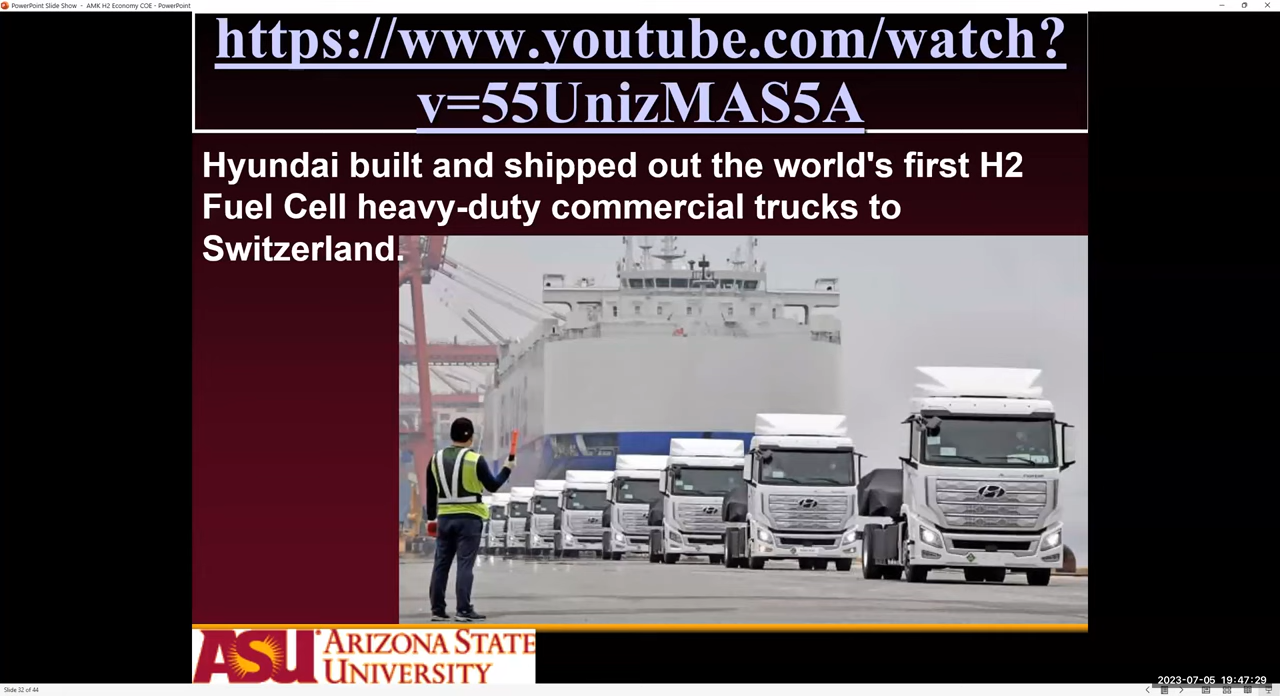 PowerPoint Slide Show - AMK H2 Economy COE - PowerPoint
https://www.youtube.com/watch?
v=55UnizMAS5A
Hyundai built and shipped out the world's first H2
Fuel Cell heavy-duty commercial trucks to
Switzerland.
ASU ARIZONA STATE
UNIVERSITY
2023-07-05 19:47:29
Slide 32 of 44